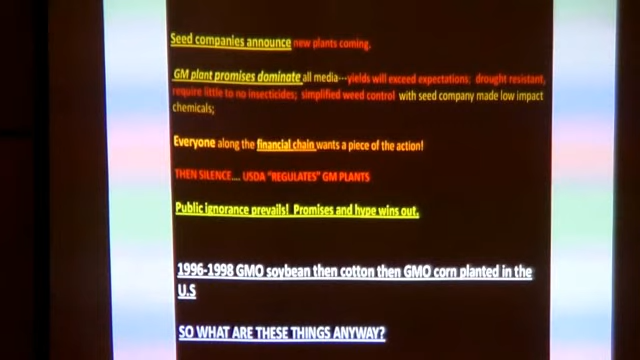 Seed companies announce new plants coming.
GM plant promises dominate all media---yields will exceed expectations; drought resistant,
require little to no insecticides; simplified weed control with seed company made low impact
chemicals;
Everyone along the financial chain wants a piece of the action!
THEN SILENCE.... USDA "REGULATES" GM PLANTS
Public ignorance prevails! Promises and hype wins out.
1996-1998 GMO soybean then cotton then GMO corn planted in the
U.S
SO WHAT ARE THESE THINGS ANYWAY?